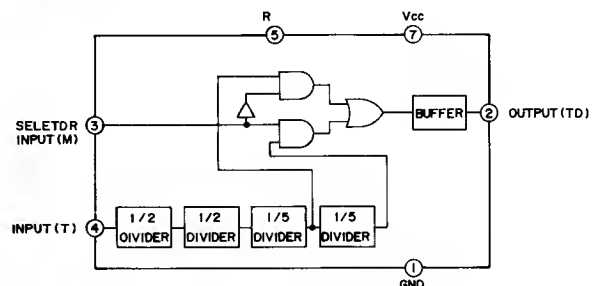 R
Vcc
5
7
SELETDR
INPUT(M)
3
BUFFER
2
OUTPUT(TD)
INPUT(T)
4
1/2
OIVIDER
1/2
DIVIDER
1/5
DIVIDER
1/5
DIVIDER
1
GND